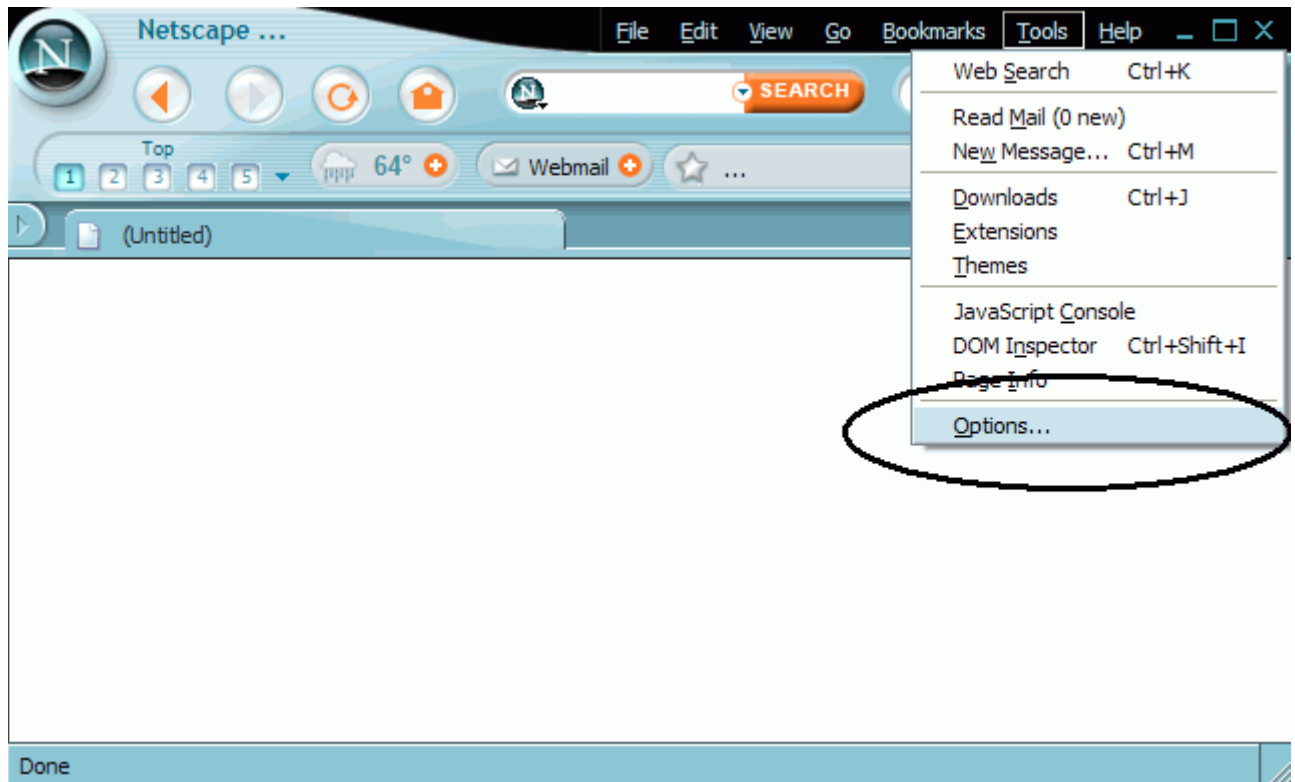 Netscape ...
File Edit View Go Bookmarks Tools Help
N
N
SEARCH
Top
1 2 3 4 5
64°
Webmail
...
(Untitled)
Web Search Ctrl+K
Read Mail (0 new)
New Message... Ctrl+M
Downloads Ctrl+J
Extensions
Themes
JavaScript Console
DOM Inspector Ctrl+Shift+I
Page Info
Options...
Done